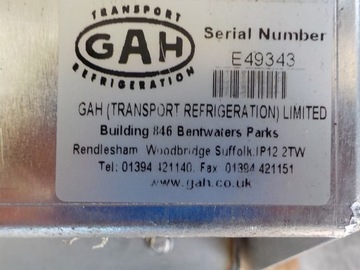 TRANSPORT
GAH
REFRIGERATION
Serial Number
E49343
GAH (TRANSPORT REFRIGERATION) LIMITED
Building 846 Bentwaters Parks
Rendlesham Woodbridge Suffolk.IP12 2TW
Tel: 01394 421140. Fax 01394 421151
www.gah.co.uk